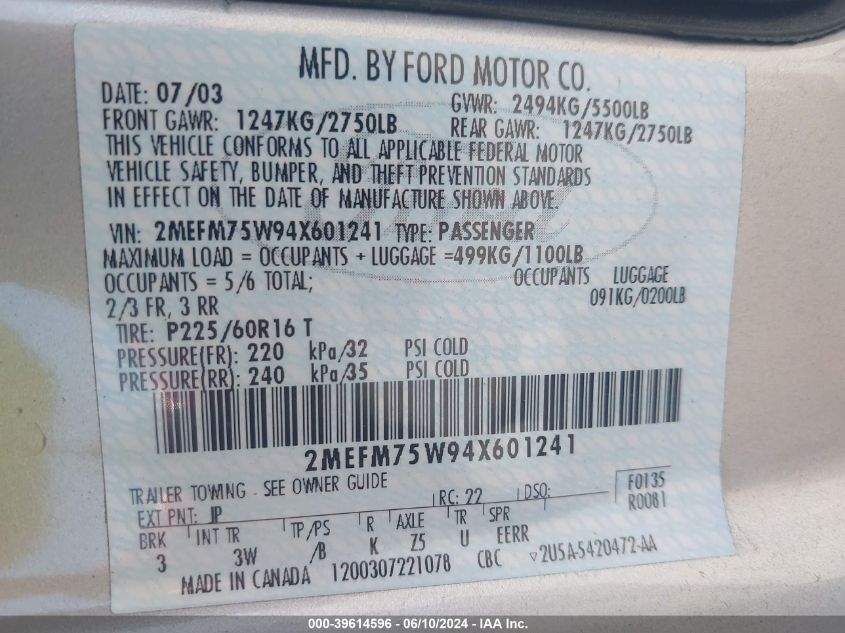 MFD. BY FORD MOTOR CO.
DATE: 07/03 GVWR: 2494KG/5500LB
FRONT GAWR: 1247KG/2750LB REAR GAWR: 1247KG/2750LB
THIS VEHICLE CONFORMS TO ALL APPLICABLE FEDERAL MOTOR
VEHICLE SAFETY, BUMPER, AND THEFT PREVENTION STANDARDS
IN EFFECT ON THE DATE OF MANUFACTURE SHOWN ABOVE.
VIN: 2MEFM75W94X601241 TYPE: PASSENGER
MAXIMUM LOAD = OCCUPANTS + LUGGAGE =499KG/1100LB
OCCUPANTS = 5/6 TOTAL; OCCUPANTS LUGGAGE
2/3 FR, 3 RR 091KG/0200LB
TIRE: P225/60R16 T
PRESSURE(FR): 220 kPa/32 PSI COLD
PRESSURE(RR): 240 kPa/35 PSI COLD
2MEFM75W94X601241
TRAILER TOWING - SEE OWNER GUIDE
EXT PNT: JP RC: 22 DSO: F0135
R0081
BRK INT TR TP/PS R AXLE TR SPR
3 3W /B K Z5 U EERR
MADE IN CANADA 1200307221078 CBC ▽2U5A-5420472-AA
000-39614596 - 06/10/2024 - IAA Inc.